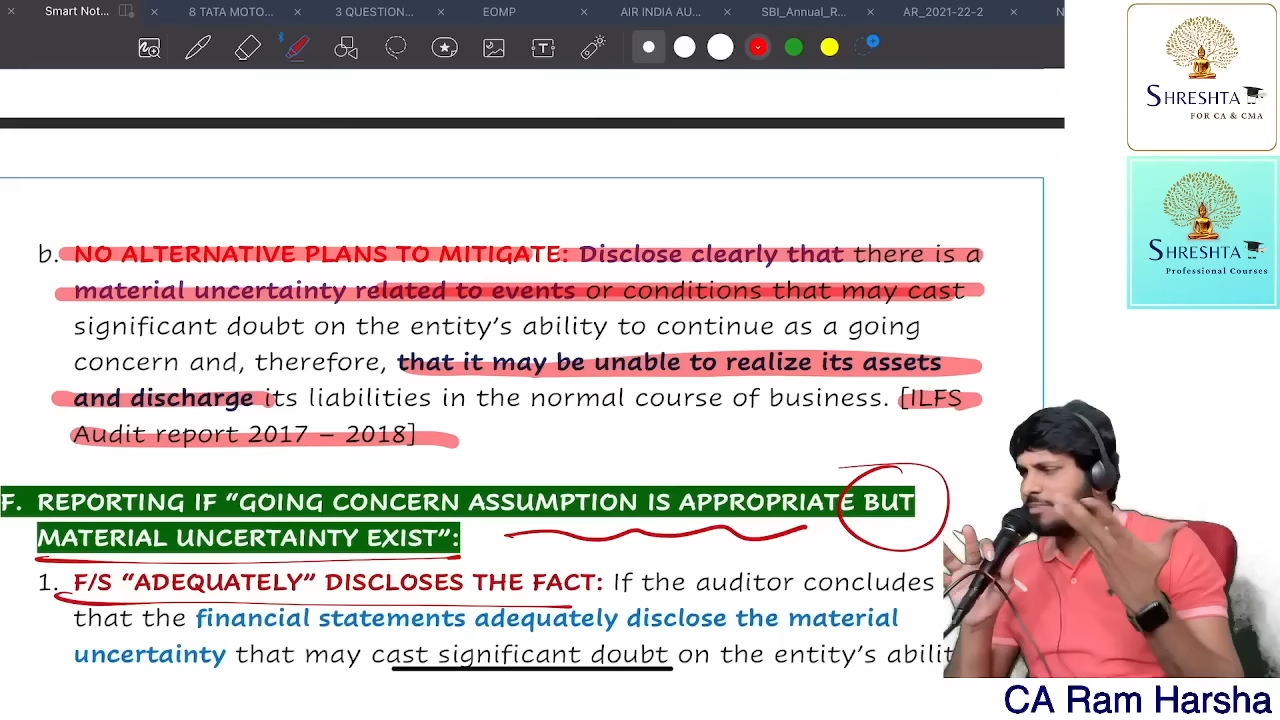 Smart Not...
8 TATA MOTO...
3 QUESTION...
EOMP
AIR INDIA AU...
SBI_Annual_R...
AR_2021-22-2
SHRESHTA
FOR CA & CMA
SHRESHTA
Professional Courses
b. NO ALTERNATIVE PLANS TO MITIGATE: Disclose clearly that there is a
material uncertainty related to events or conditions that may cast
significant doubt on the entity's ability to continue as a going
concern and, therefore, that it may be unable to realize its assets
and discharge its liabilities in the normal course of business. [ILFS
Audit report 2017 – 2018]
F. REPORTING IF "GOING CONCERN ASSUMPTION IS APPROPRIATE BUT
MATERIAL UNCERTAINTY EXIST":
1. F/S "ADEQUATELY" DISCLOSES THE FACT: If the auditor concludes
that the financial statements adequately disclose the material
uncertainty that may cast significant doubt on the entity's abilit
CA Ram Harsha